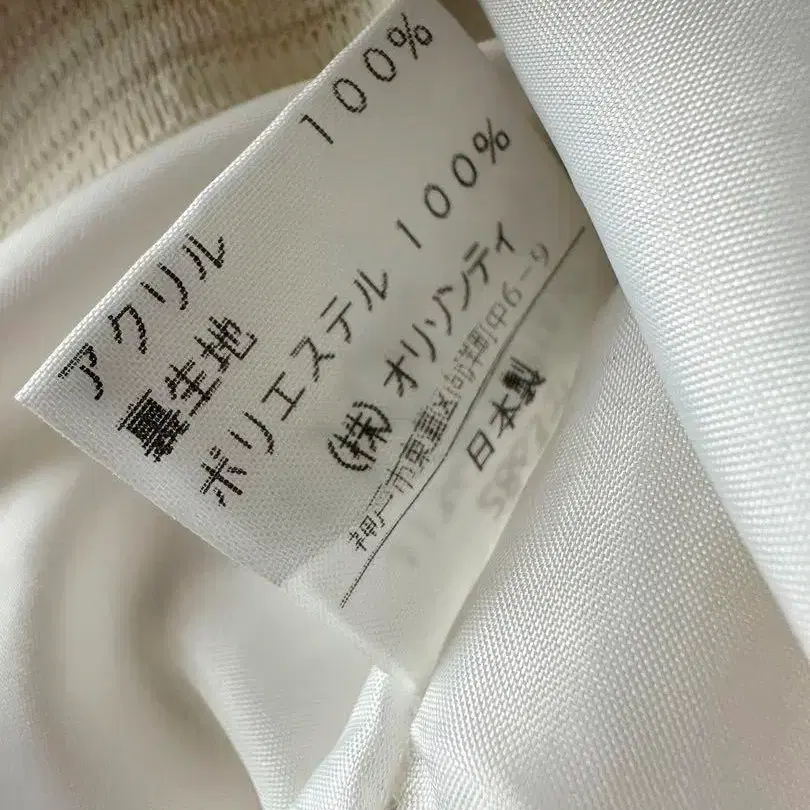 アクリル 100%
裏生地
ポリエステル 100%
(株)オリゾンティ
神戸市東灘区向洋町中6-9
日本製